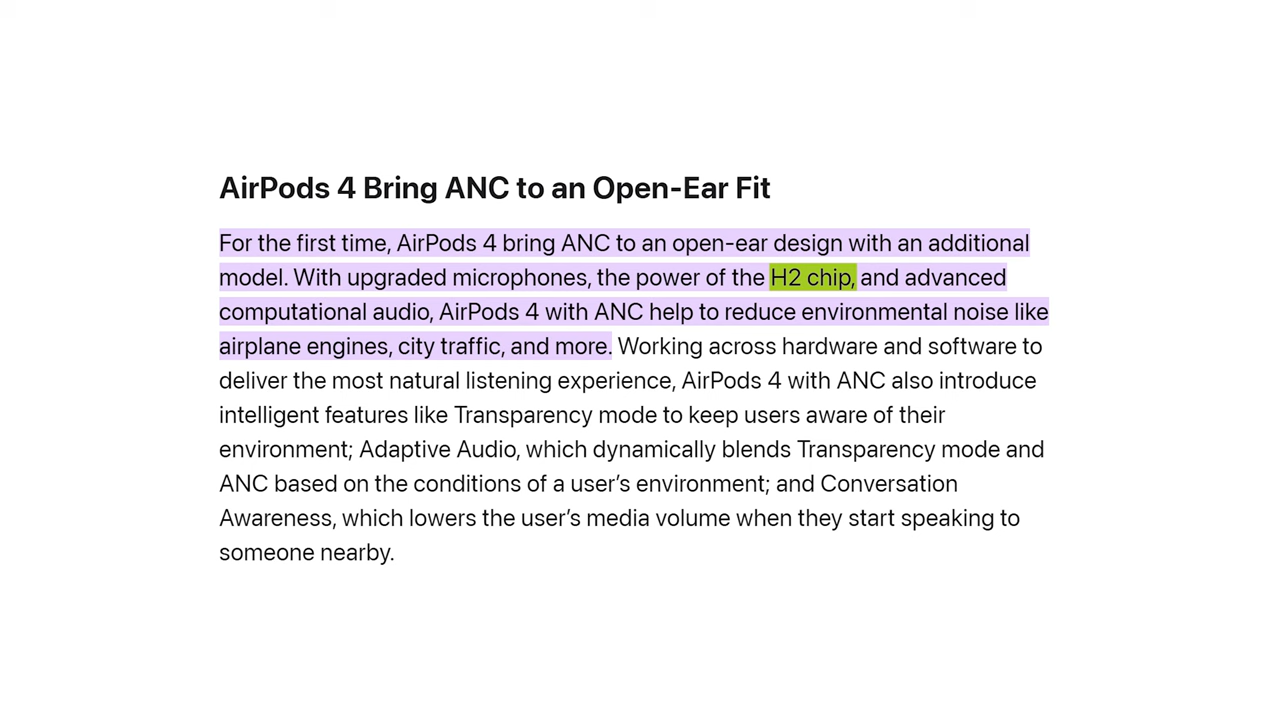 AirPods 4 Bring ANC to an Open-Ear Fit
For the first time, AirPods 4 bring ANC to an open-ear design with an additional
model. With upgraded microphones, the power of the H2 chip, and advanced
computational audio, AirPods 4 with ANC help to reduce environmental noise like
airplane engines, city traffic, and more. Working across hardware and software to
deliver the most natural listening experience, AirPods 4 with ANC also introduce
intelligent features like Transparency mode to keep users aware of their
environment; Adaptive Audio, which dynamically blends Transparency mode and
ANC based on the conditions of a user’s environment; and Conversation
Awareness, which lowers the user’s media volume when they start speaking to
someone nearby.